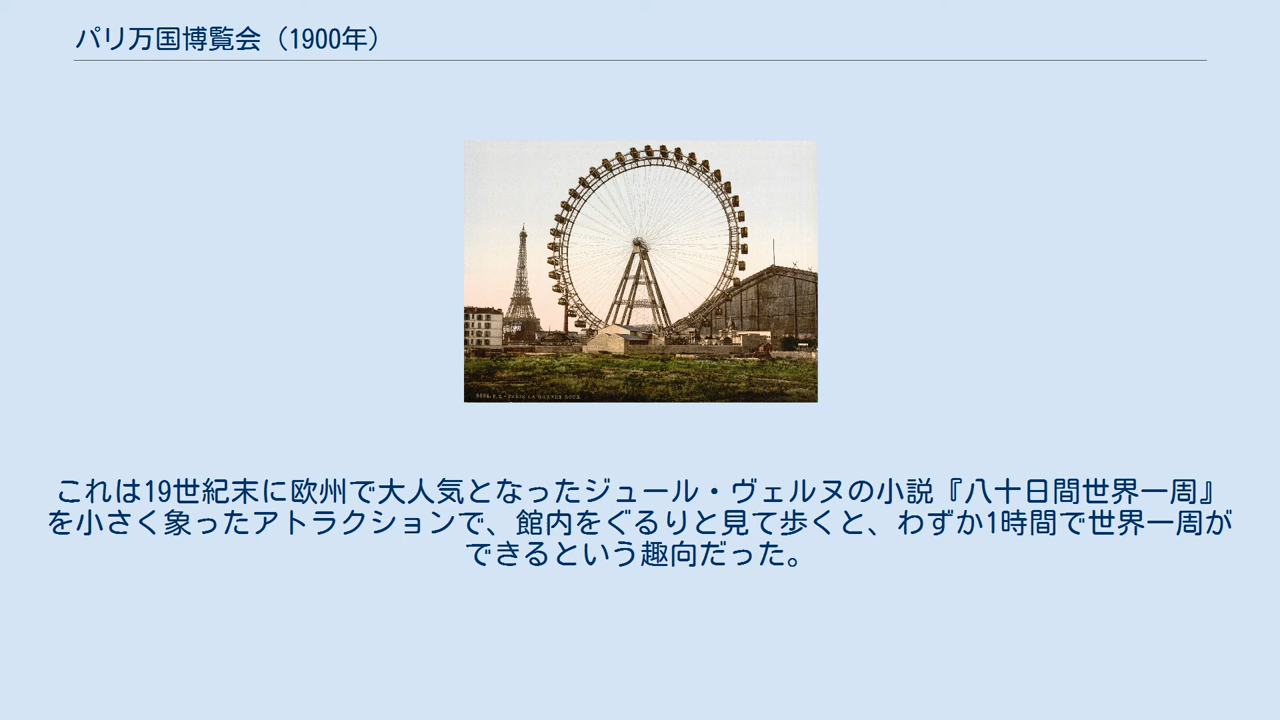 パリ万国博覧会（1900年）
これは19世紀末に欧州で大人気となったジュール・ヴェルヌの小説『八十日間世界一周』
を小さく象ったアトラクションで、館内をぐるりと見て歩くと、わずか1時間で世界一周が
できるという趣向だった。